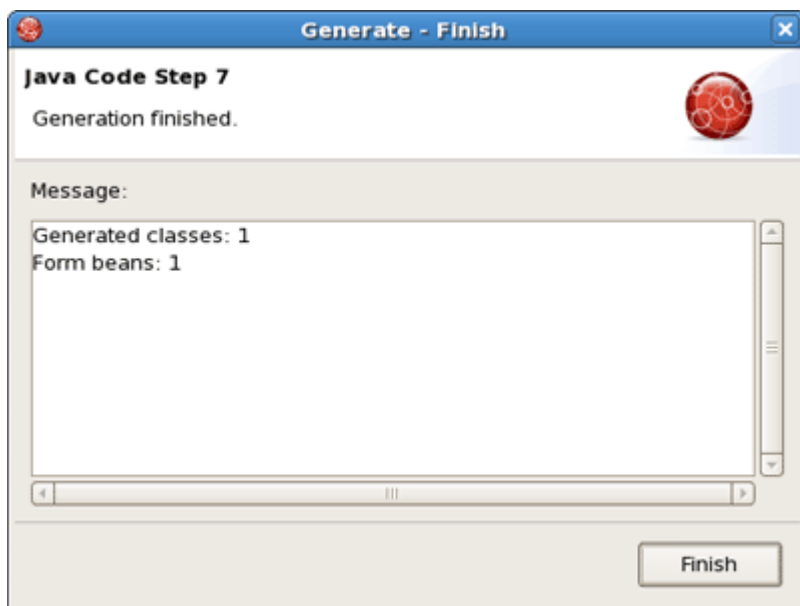 Generate - Finish
Java Code Step 7
Generation finished.
Message:
Generated classes: 1
Form beans: 1
Finish